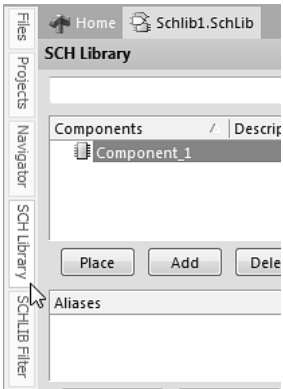 Files
Projects
Navigator
SCH Library
SCHLIB Filter
Home
Schlib1.SchLib
SCH Library
Components
Descrip
Component_1
Place
Add
Dele
Aliases